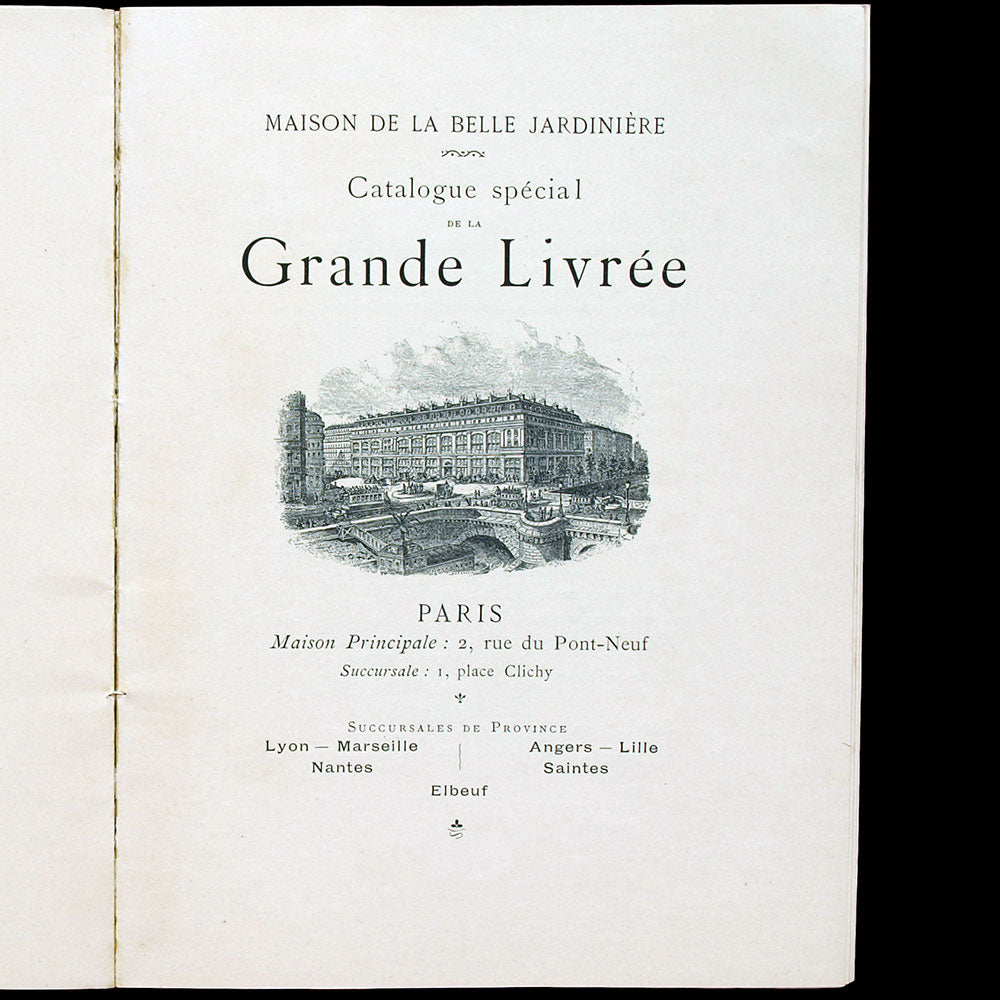 MAISON DE LA BELLE JARDINIÈRE
Catalogue spécial
DE LA
Grande Livrée
PARIS
Maison Principale : 2, rue du Pont-Neuf
Succursale : 1, place Clichy
SUCCURSALES DE PROVINCE
Lyon — Marseille
Nantes
Angers — Lille
Saintes
Elbeuf